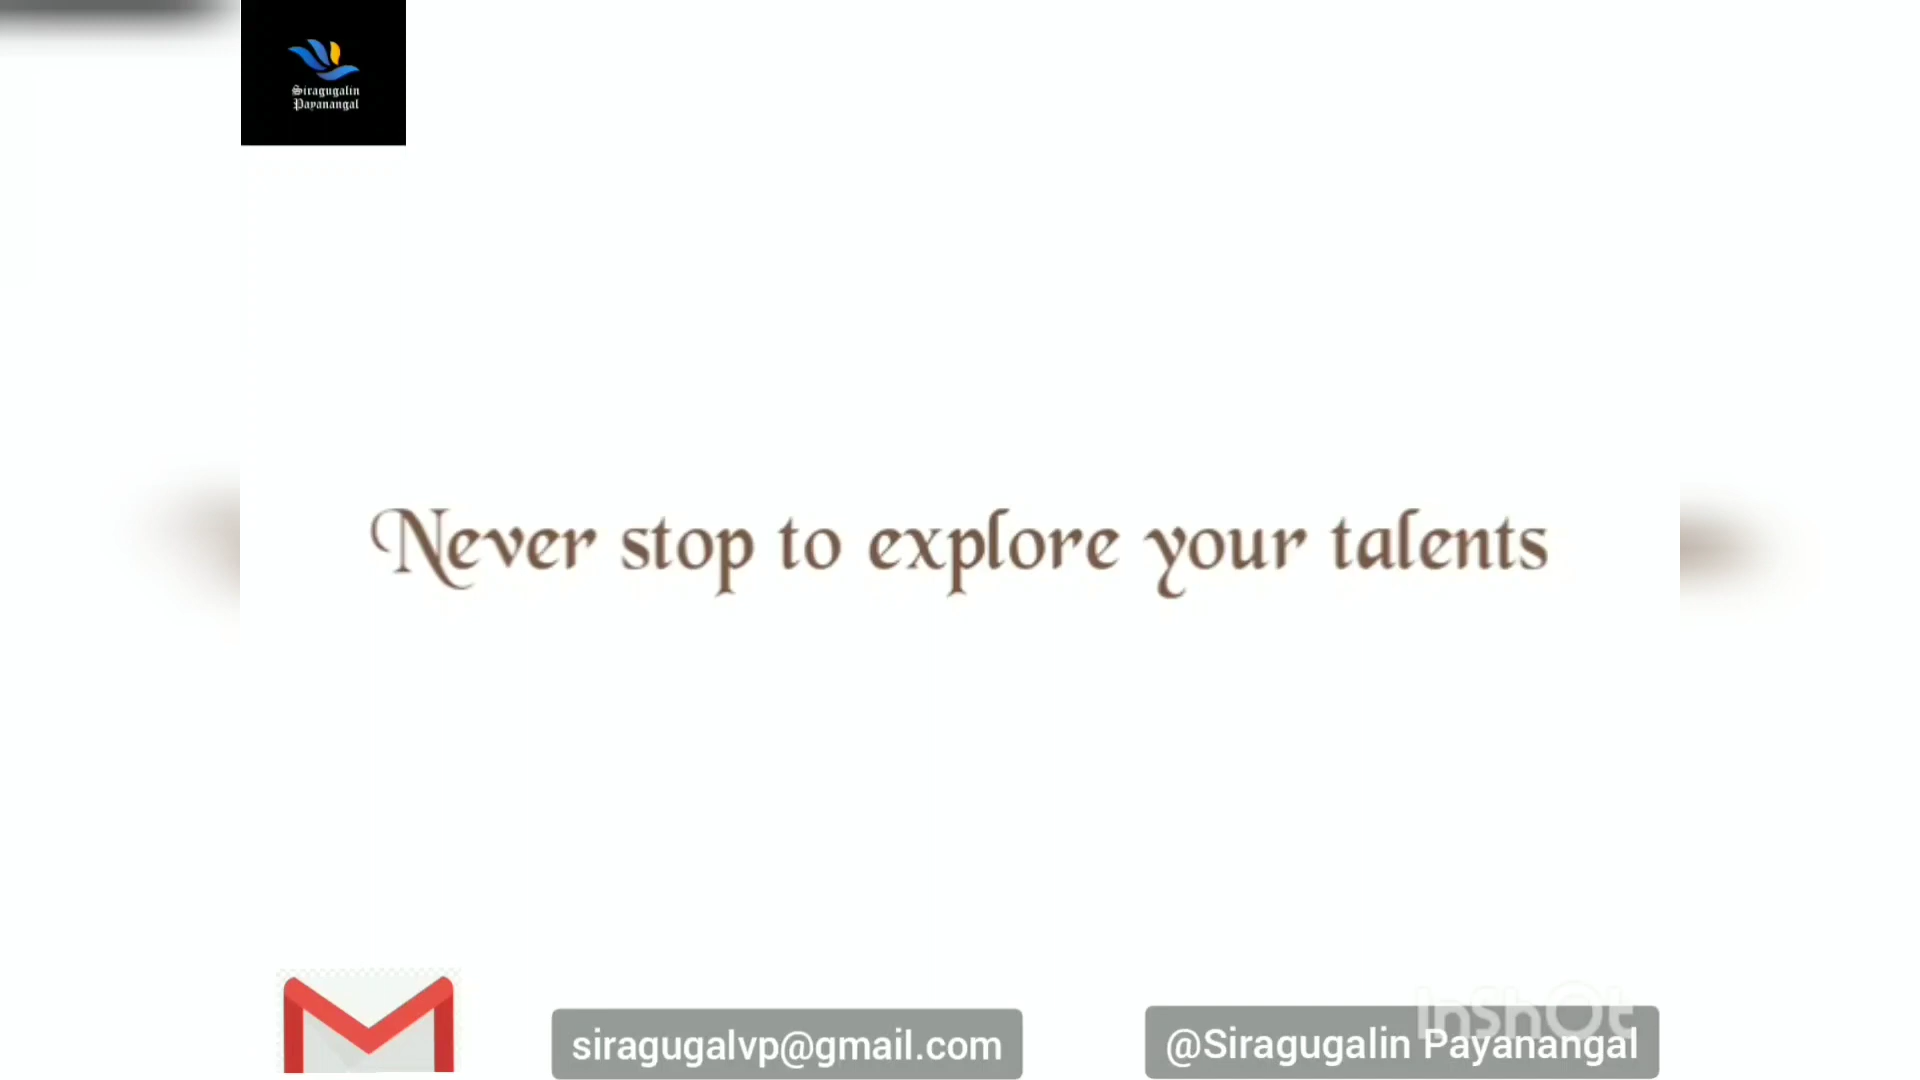 Siragugalin
Payanangal
Never stop to explore your talents
siragugalvp@gmail.com
@Siragugalin Payanangal
InShOt